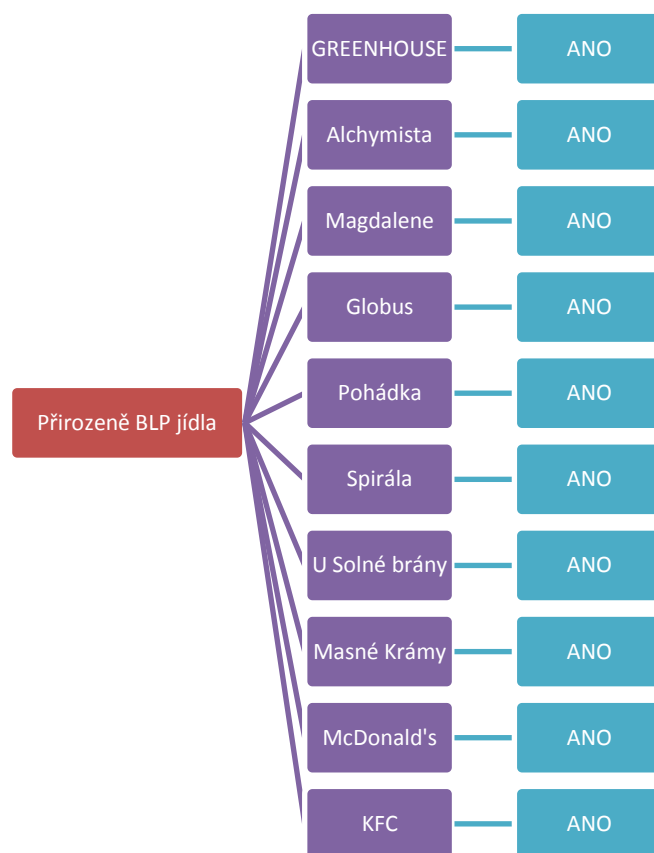 GREENHOUSE ANO
Alchymista ANO
Magdalene ANO
Globus ANO
Pohádka ANO
Přirozeně BLP jídla
Spirála ANO
U Solné brány ANO
Masné Krámy ANO
McDonald's ANO
KFC ANO